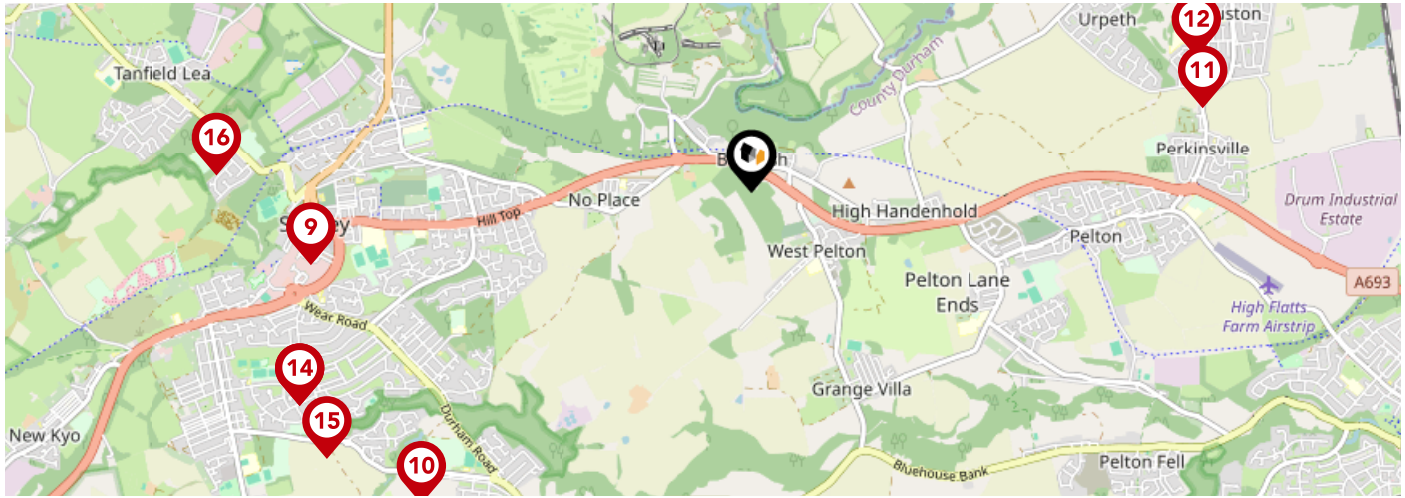 Urpeth
12
uston
Tanfield Lea
County Durham
11
16
Perkinsville
No Place
Hill Top
High Handenhold
Drum Industrial
Estate
9
West Pelton
Pelton
Pelton Lane
Ends
A693
High Flatts
Farm Airstrip
Wear Road
14
Grange Villa
15
New Kyo
Durham Road
10
Bluehouse Bank
Pelton Fell